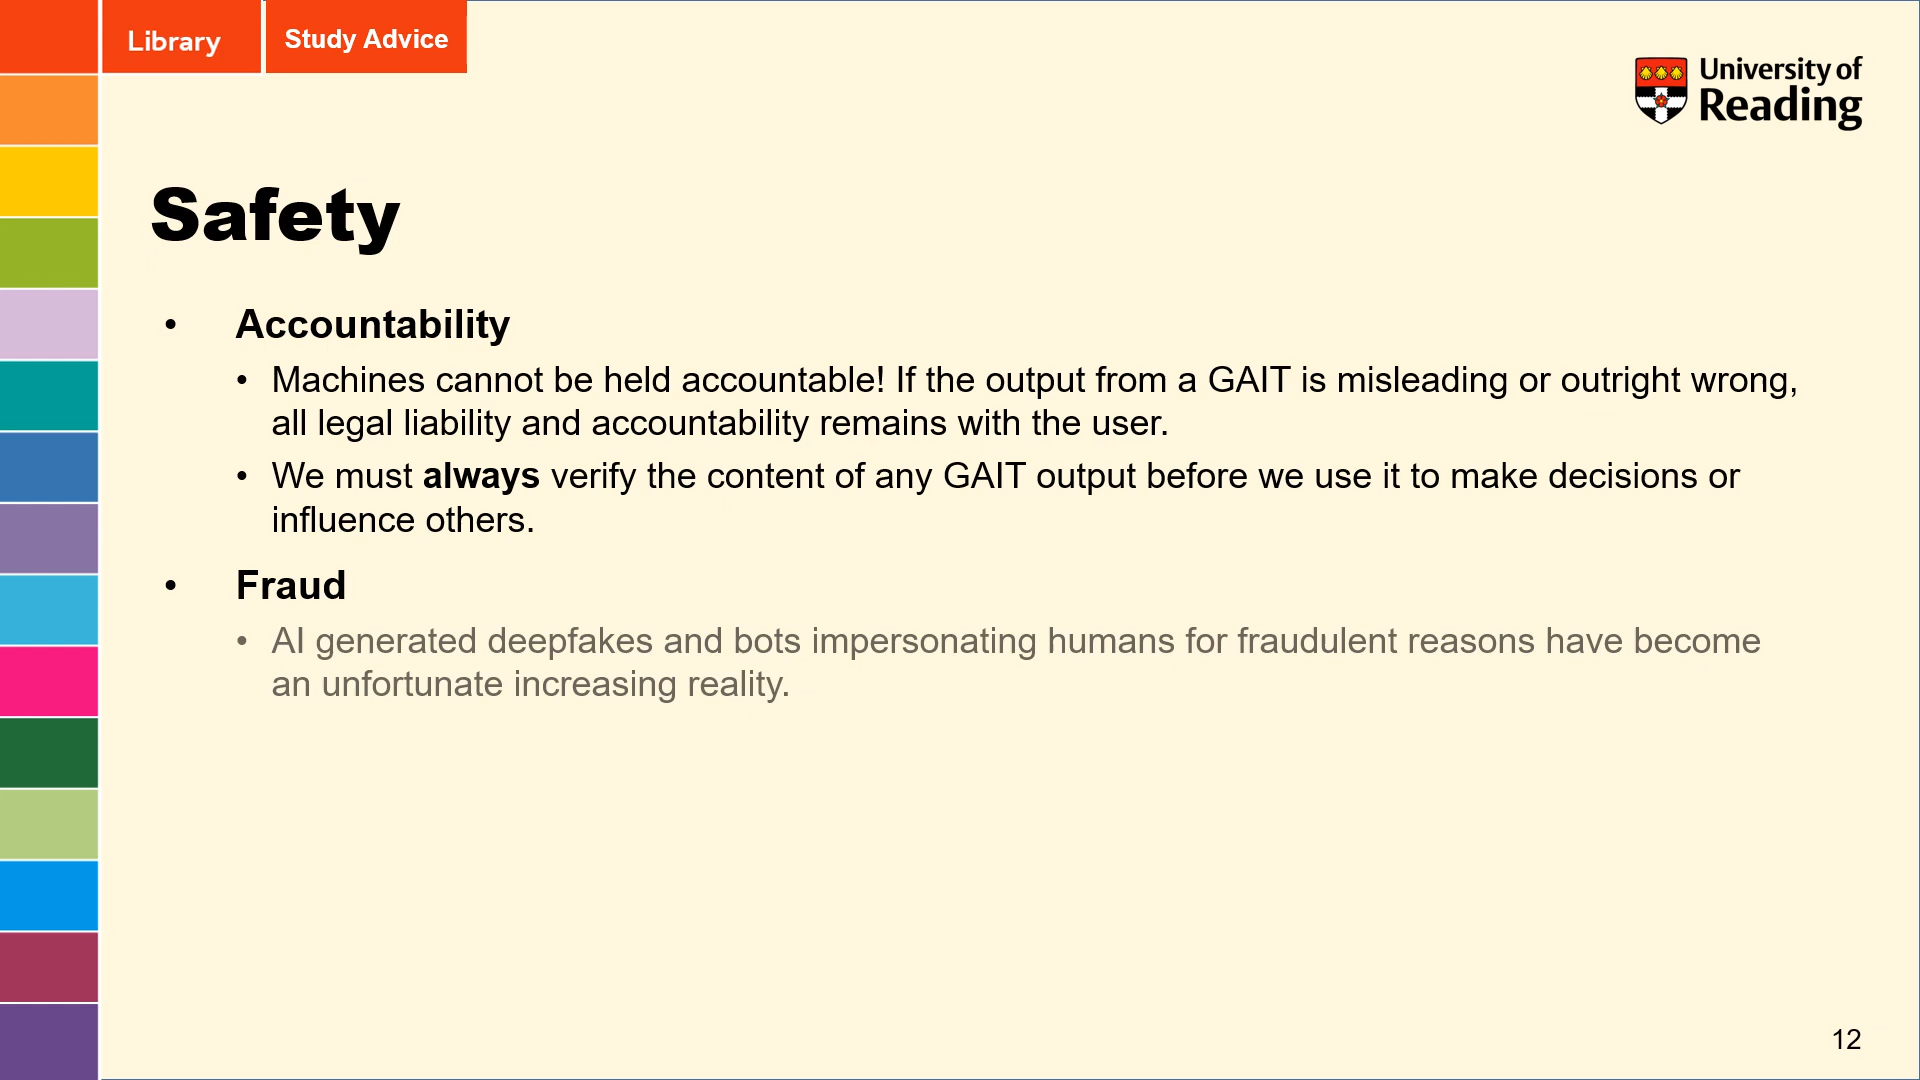 Library
Study Advice
University of
Reading
Safety
• Accountability
• Machines cannot be held accountable! If the output from a GAIT is misleading or outright wrong,
all legal liability and accountability remains with the user.
• We must always verify the content of any GAIT output before we use it to make decisions or
influence others.
• Fraud
• AI generated deepfakes and bots impersonating humans for fraudulent reasons have become
an unfortunate increasing reality.
12